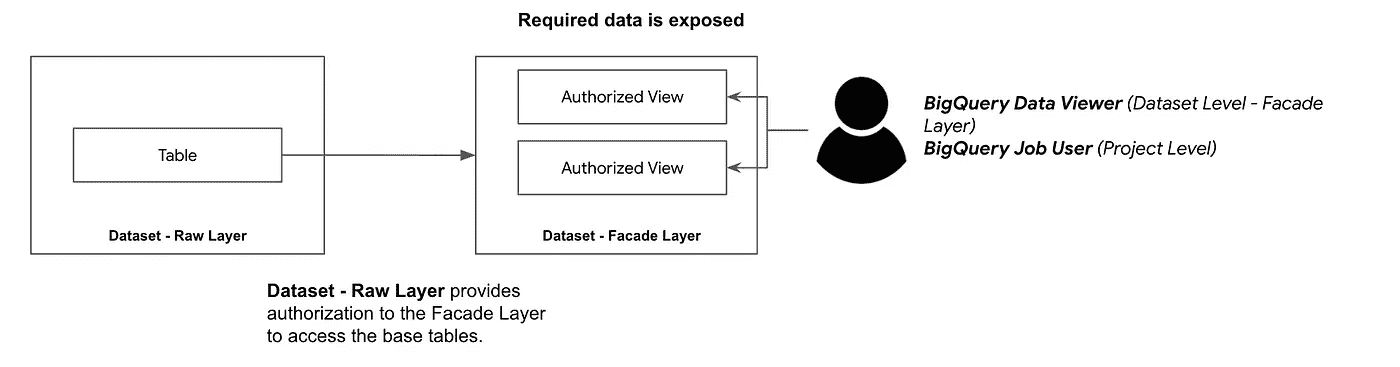 Required data is exposed
Authorized View
Table
Authorized View
Dataset - Raw Layer
Dataset - Facade Layer
BigQuery Data Viewer (Dataset Level - Facade
Layer)
BigQuery Job User (Project Level)
Dataset - Raw Layer provides
authorization to the Facade Layer
to access the base tables.